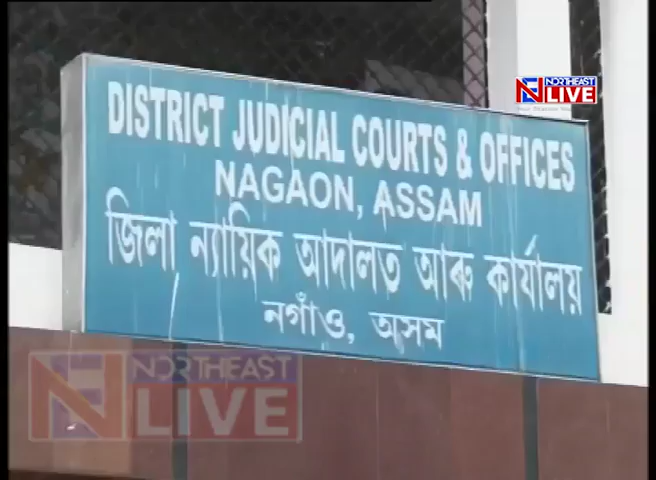 NORTHEAST
LIVE
DISTRICT JUDICIAL COURTS & OFFICES
NAGAON, ASSAM
জিলা ন্যায়িক আদালত আৰু কাৰ্যালয়
নগাঁও, অসম
NORTHEAST
LIVE